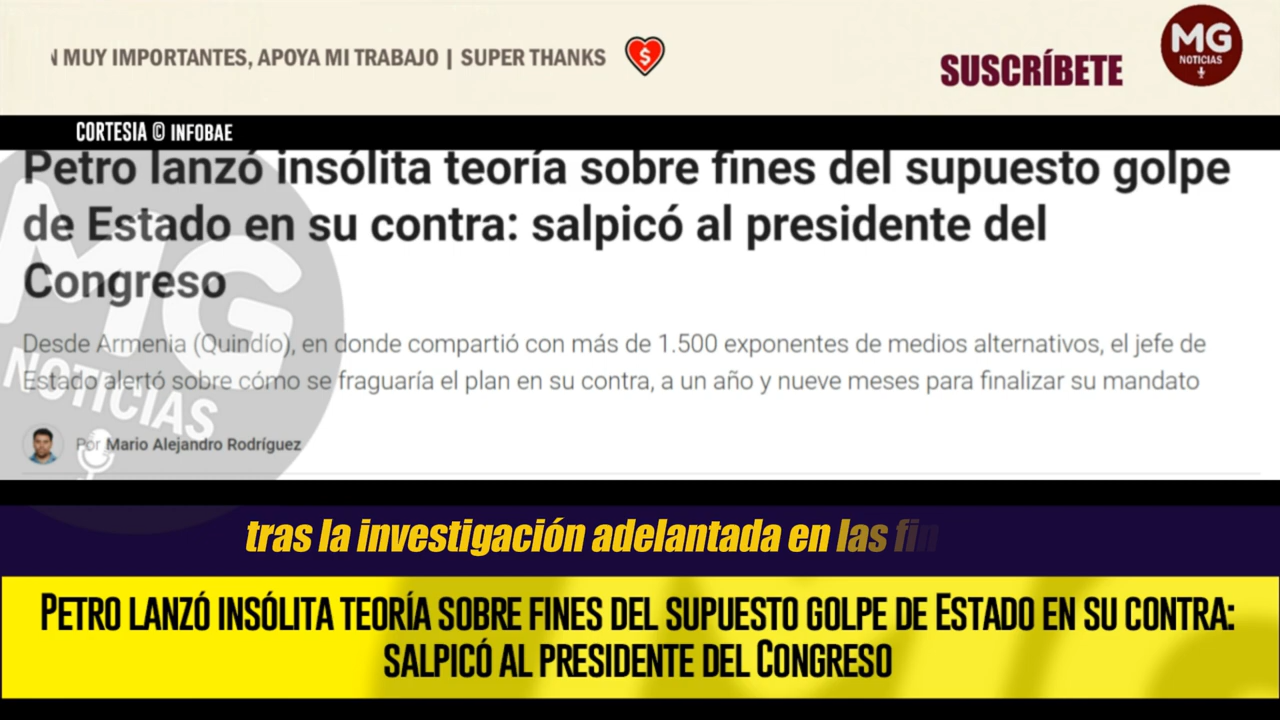 MUY IMPORTANTES, APOYA MI TRABAJO | SUPER THANKS
$
SUSCRÍBETE
MG
NOTICIAS
CORTESIA © INFOBAE
Petro lanzó insólita teoría sobre fines del supuesto golpe
de Estado en su contra: salpicó al presidente del
Congreso
Desde Armenia (Quindío), en donde compartió con más de 1.500 exponentes de medios alternativos, el jefe de
Estado alertó sobre cómo se fraguaría el plan en su contra, a un año y nueve meses para finalizar su mandato
Por Mario Alejandro Rodríguez
MG
NOTICIAS
tras la investigación adelantada en las fin
PETRO LANZÓ INSÓLITA TEORÍA SOBRE FINES DEL SUPUESTO GOLPE DE ESTADO EN SU CONTRA:
SALPICÓ AL PRESIDENTE DEL CONGRESO